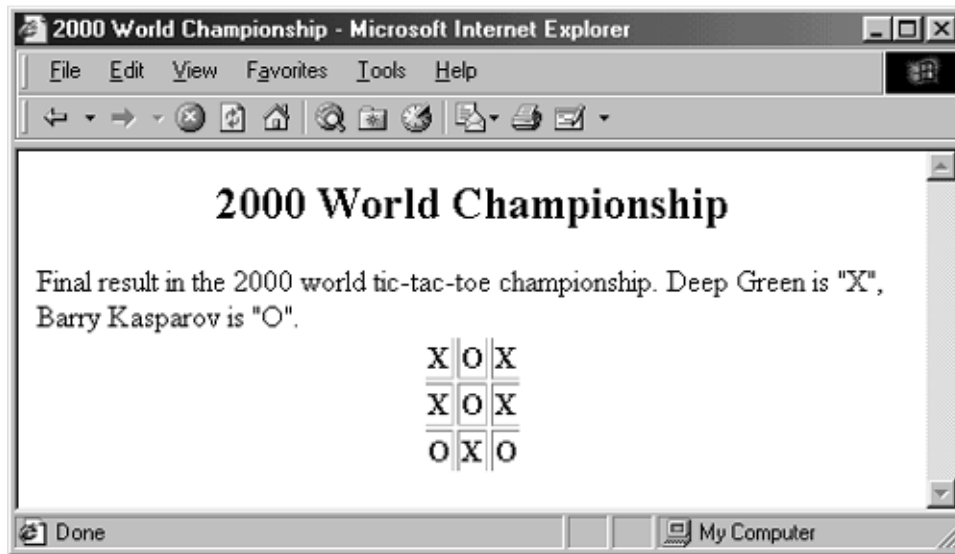 2000 World Championship - Microsoft Internet Explorer
File Edit View Favorites Tools Help
2000 World Championship
Final result in the 2000 world tic-tac-toe championship. Deep Green is "X",
Barry Kasparov is "O".
X O X
X O X
O X O
Done My Computer